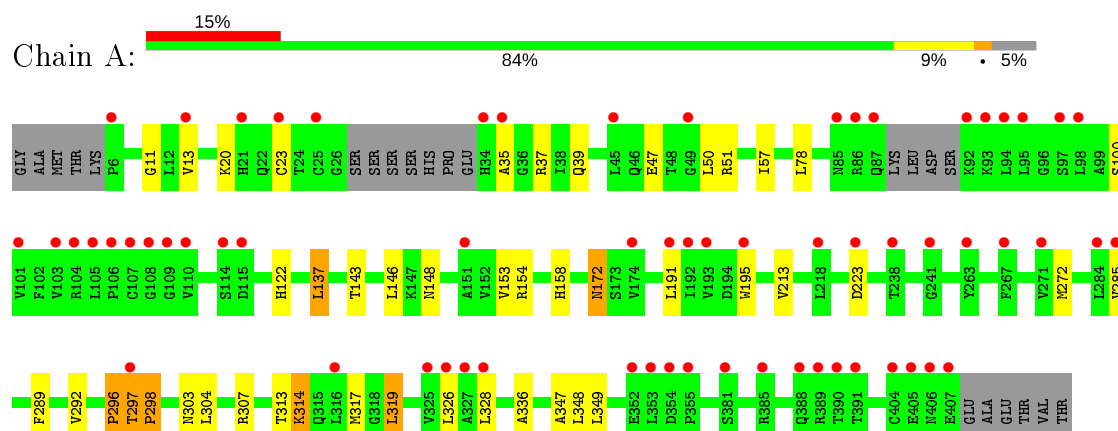 15%
Chain A:
84% 9% • 5%
GLY ALA MET THR LYS P6 G11 L12 V13 K20 H21 Q22 C23 T24 C25 G26 SER SER SER SER HIS PRO GLU H34 A35 G36 R37 I38 Q39 L45 Q46 E47 T48 G49 L50 R51 I57 L78 N85 R86 Q87 LYS LEU ASP SER K92 K93 L94 L95 G96 S97 L98 A99 S100
V101 F102 V103 R104 L105 P106 C107 G108 G109 V110 S114 D115 H122 L137 T143 L146 K147 N148 A151 V152 V153 R154 H158 N172 S173 V174 L191 I192 V193 D194 W195 V213 L218 D223 T238 G241 Y263 F267 V271 M272 L284
F289 V292 P296 T297 P298 N303 L304 R307 T313 K314 Q315 L316 M317 G318 L319 V325 L326 A327 L328 A336 A347 L348 L349 E352 L353 D354 P355 S381 R385 Q388 R389 T390 T391 C404 E405 N406 E407 GLU ALA GLU THR VAL THR